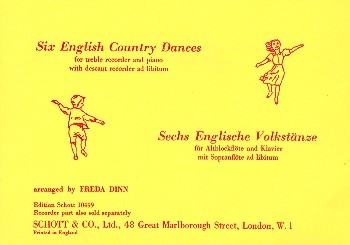 Six English Country Dances
for treble recorder and piano
with descant recorder ad libitum
Sechs Englische Volkstänze
für Altblockflöte und Klavier
mit Sopranflöte ad libitum
arranged by FREDA DINN
Edition Schott 10459
Recorder part also sold separately
SCHOTT & CO., Ltd., 48 Great Marlborough Street, London, W. 1
Printed in England